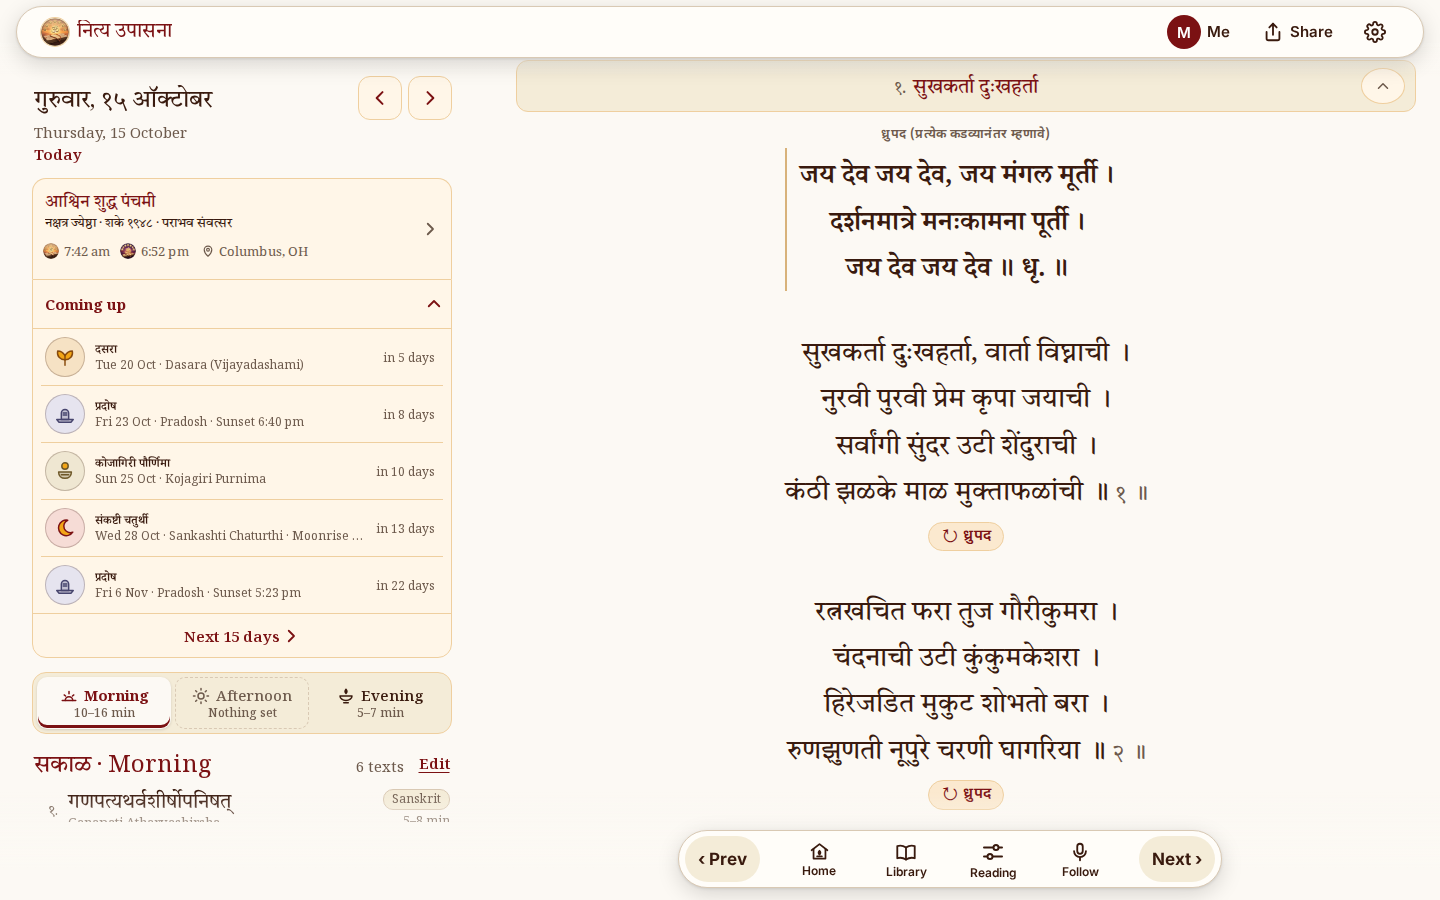 नित्य उपासना
M Me Share
गुरुवार, १५ ऑक्टोबर
Thursday, 15 October
Today
आश्विन शुद्ध पंचमी
नक्षत्र ज्येष्ठा · शके १९४८ · पराभव संवत्सर
7:42 am 6:52 pm Columbus, OH
Coming up
दसरा
Tue 20 Oct · Dasara (Vijayadashami)
in 5 days
प्रदोष
Fri 23 Oct · Pradosh · Sunset 6:40 pm
in 8 days
कोजागिरी पौर्णिमा
Sun 25 Oct · Kojagiri Purnima
in 10 days
संकष्टी चतुर्थी
Wed 28 Oct · Sankashti Chaturthi · Moonrise …
in 13 days
प्रदोष
Fri 6 Nov · Pradosh · Sunset 5:23 pm
in 22 days
Next 15 days
Morning
10–16 min
Afternoon
Nothing set
Evening
5–7 min
सकाळ · Morning
6 texts Edit
१. गणपत्यथर्वशीर्षोपनिषत्
Sanskrit
5–8 min
१. सुखकर्ता दुःखहर्ता
ध्रुपद (प्रत्येक कडव्यानंतर म्हणावे)
जय देव जय देव, जय मंगल मूर्ती ।
दर्शनमात्रे मनःकामना पूर्ती ।
जय देव जय देव ॥ धृ. ॥
सुखकर्ता दुःखहर्ता, वार्ता विघ्नाची ।
नुरवी पुरवी प्रेम कृपा जयाची ।
सर्वांगी सुंदर उटी शेंदुराची ।
कंठी झळके माळ मुक्ताफळांची ॥ १ ॥
ध्रुपद
रत्नखचित फरा तुज गौरीकुमरा ।
चंदनाची उटी कुंकुमकेशरा ।
हिरेजडित मुकुट शोभतो बरा ।
रुणझुणती नूपुरे चरणी घागरिया ॥ २ ॥
ध्रुपद
‹ Prev
Home
Library
Reading
Follow
Next ›